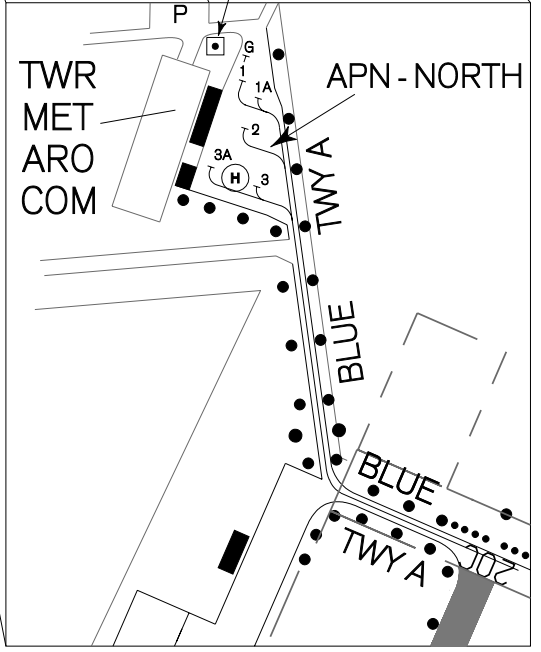 P
G
1
1A
TWR
MET
ARO
COM
APN - NORTH
2
3A
H
3
TWY A
BLUE
BLUE
TWY A
20C